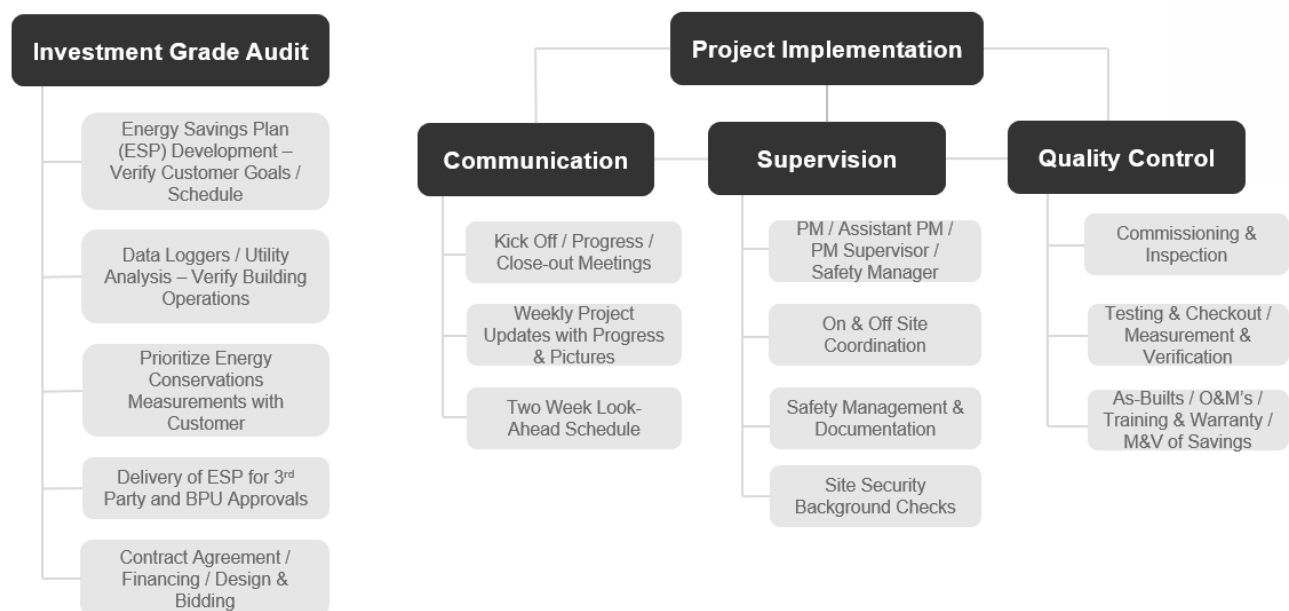 Investment Grade Audit
Energy Savings Plan
(ESP) Development –
Verify Customer Goals /
Schedule
Data Loggers / Utility
Analysis – Verify Building
Operations
Prioritize Energy
Conservations
Measurements with
Customer
Delivery of ESP for 3rd
Party and BPU Approvals
Contract Agreement /
Financing / Design &
Bidding
Project Implementation
Communication
Kick Off / Progress /
Close-out Meetings
Weekly Project
Updates with Progress
& Pictures
Two Week Look-
Ahead Schedule
Supervision
PM / Assistant PM /
PM Supervisor /
Safety Manager
On & Off Site
Coordination
Safety Management &
Documentation
Site Security
Background Checks
Quality Control
Commissioning &
Inspection
Testing & Checkout /
Measurement &
Verification
As-Builts / O&M's /
Training & Warranty /
M&V of Savings